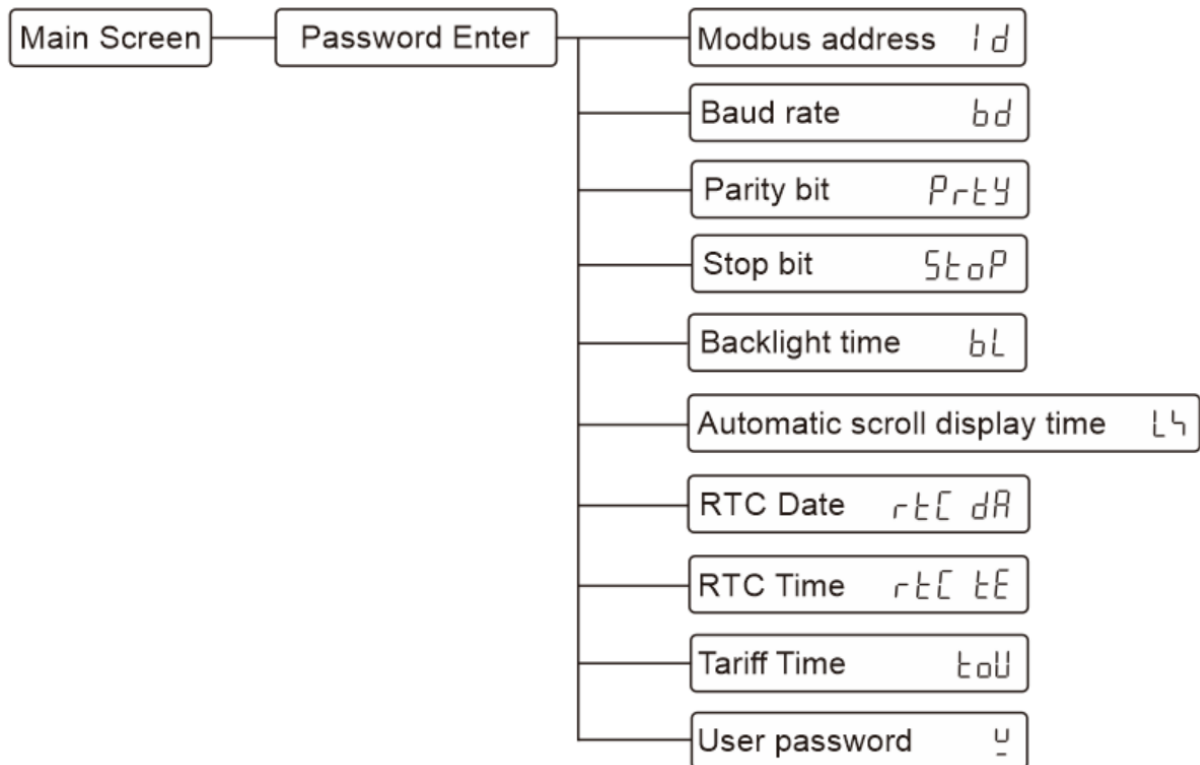 Main Screen
Password Enter
Modbus address Id
Baud rate bd
Parity bit Prty
Stop bit StoP
Backlight time bL
Automatic scroll display time
RTC Date rtC dA
RTC Time rtC tE
Tariff Time toU
User password